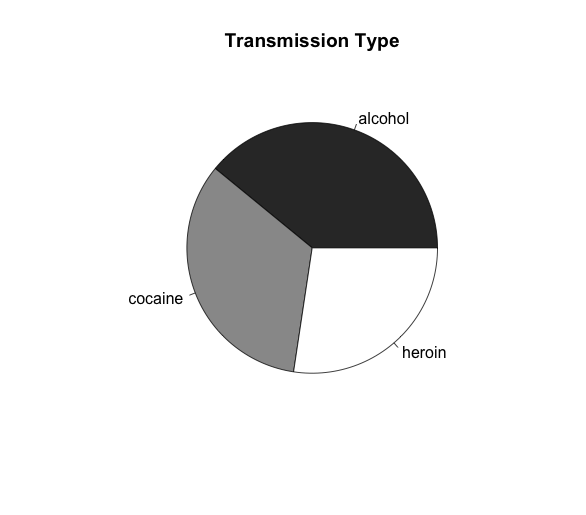 Transmission Type
alcohol
cocaine
heroin